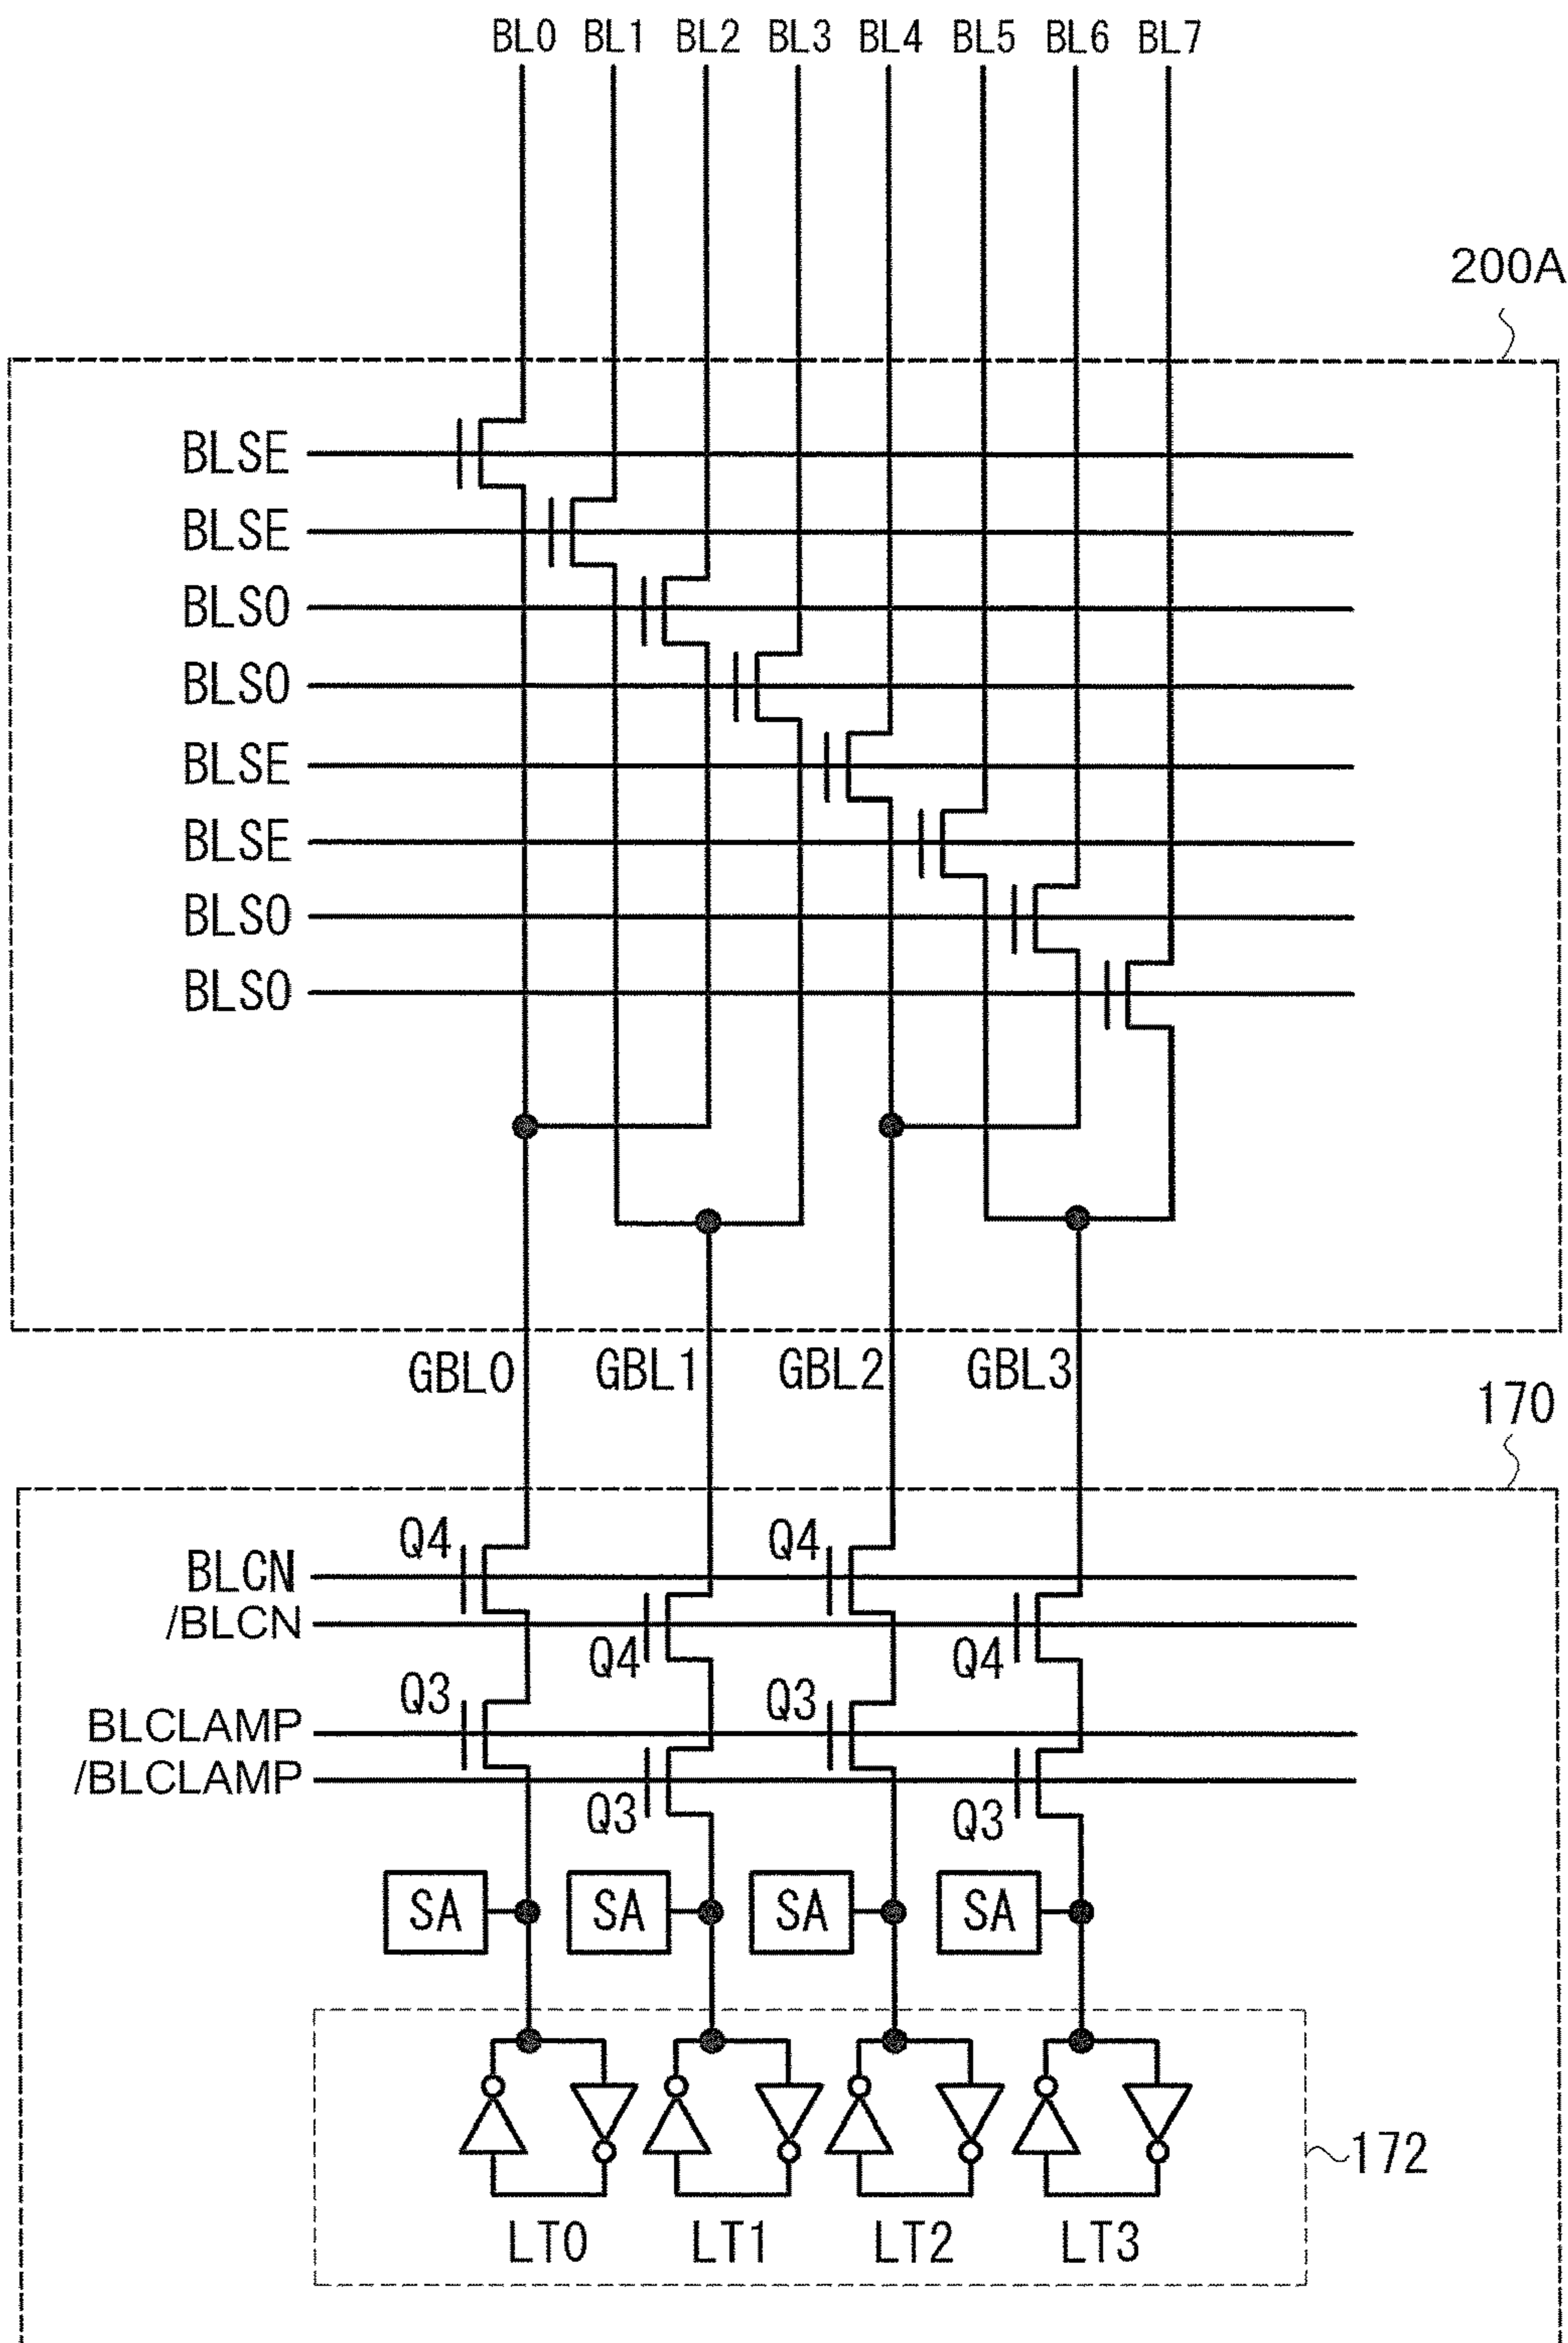 BL0 BL1 BL2 BL3 BL4 BL5 BL6 BL7
200A
BLSE
BLSE
BLSO
BLSO
BLSE
BLSE
BLSO
BLSO
GBL0 GBL1 GBL2 GBL3
170
Q4 Q4
BLCN
/BLCN
Q4 Q4
Q3 Q3
BLCLAMP
/BLCLAMP
Q3 Q3
SA SA SA SA
172
LT0 LT1 LT2 LT3